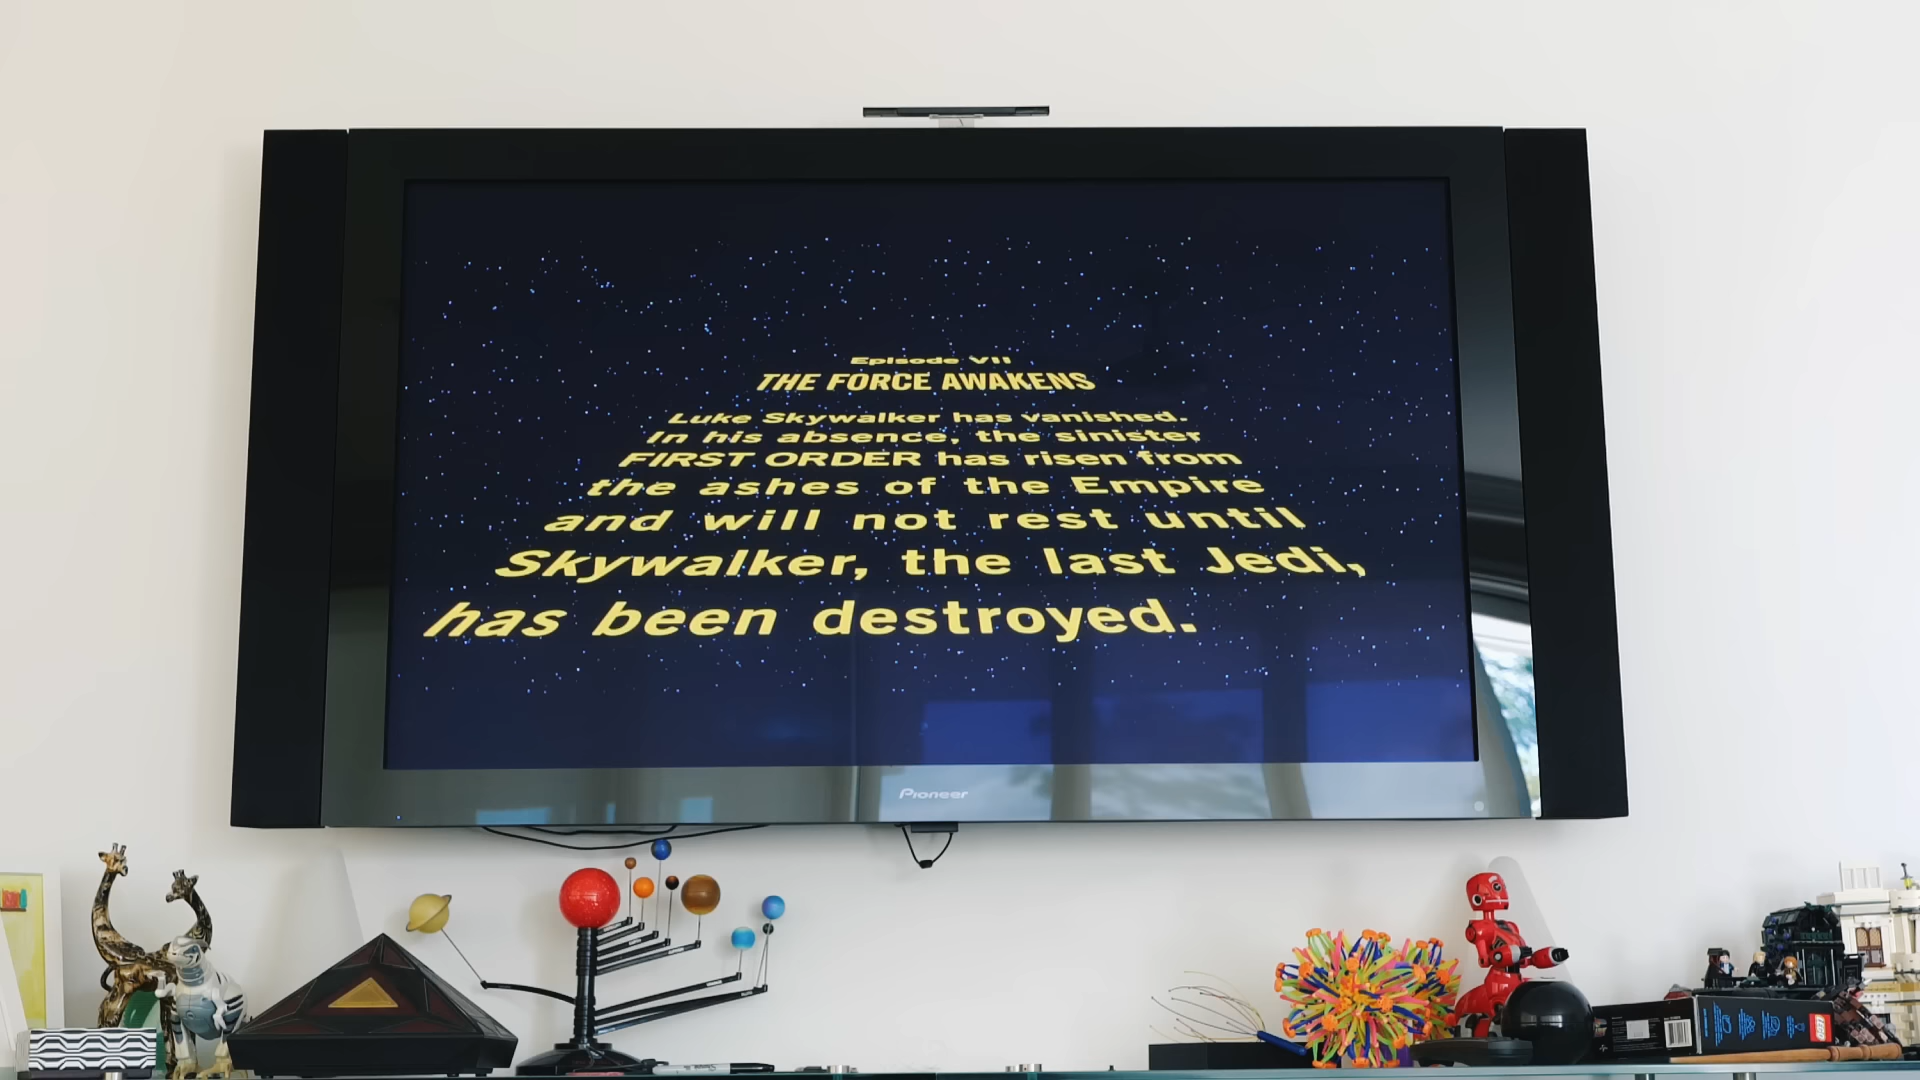 Episode VII
THE FORCE AWAKENS
Luke Skywalker has vanished.
In his absence, the sinister
FIRST ORDER has risen from
the ashes of the Empire
and will not rest until
Skywalker, the last Jedi,
has been destroyed.
Pioneer
LEGO